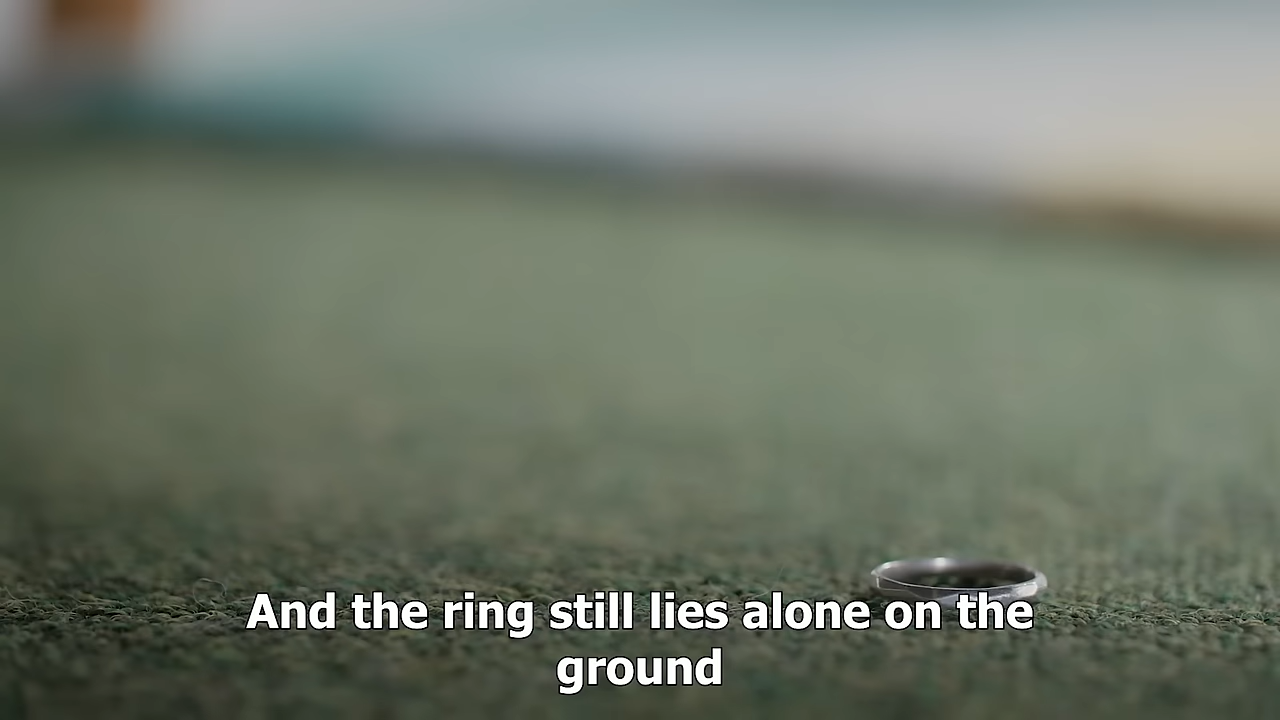 And the ring still lies alone on the
ground